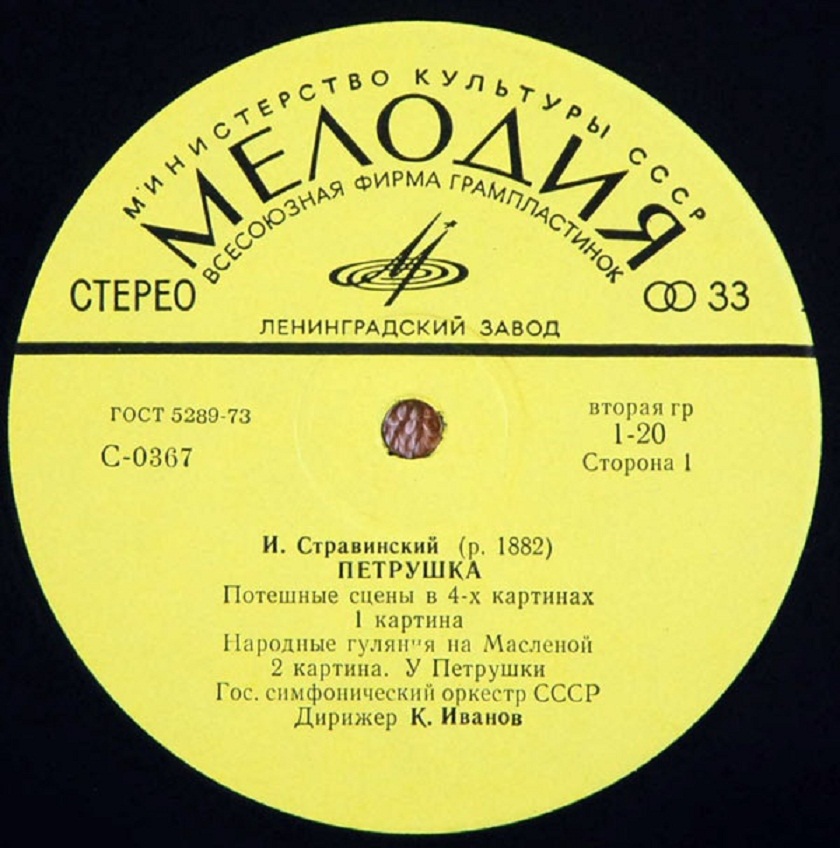 МИНИСТЕРСТВО КУЛЬТУРЫ СССР
МЕЛОДИЯ
ВСЕСОЮЗНАЯ ФИРМА ГРАМПЛАСТИНОК
СТЕРЕО
33
ЛЕНИНГРАДСКИЙ ЗАВОД
ГОСТ 5289-73
С-0367
вторая гр
1-20
Сторона 1
И. Стравинский (р. 1882)
ПЕТРУШКА
Потешные сцены в 4-х картинах
1 картина
Народные гуляния на Масленой
2 картина. У Петрушки
Гос. симфонический оркестр СССР
Дирижер К. Иванов